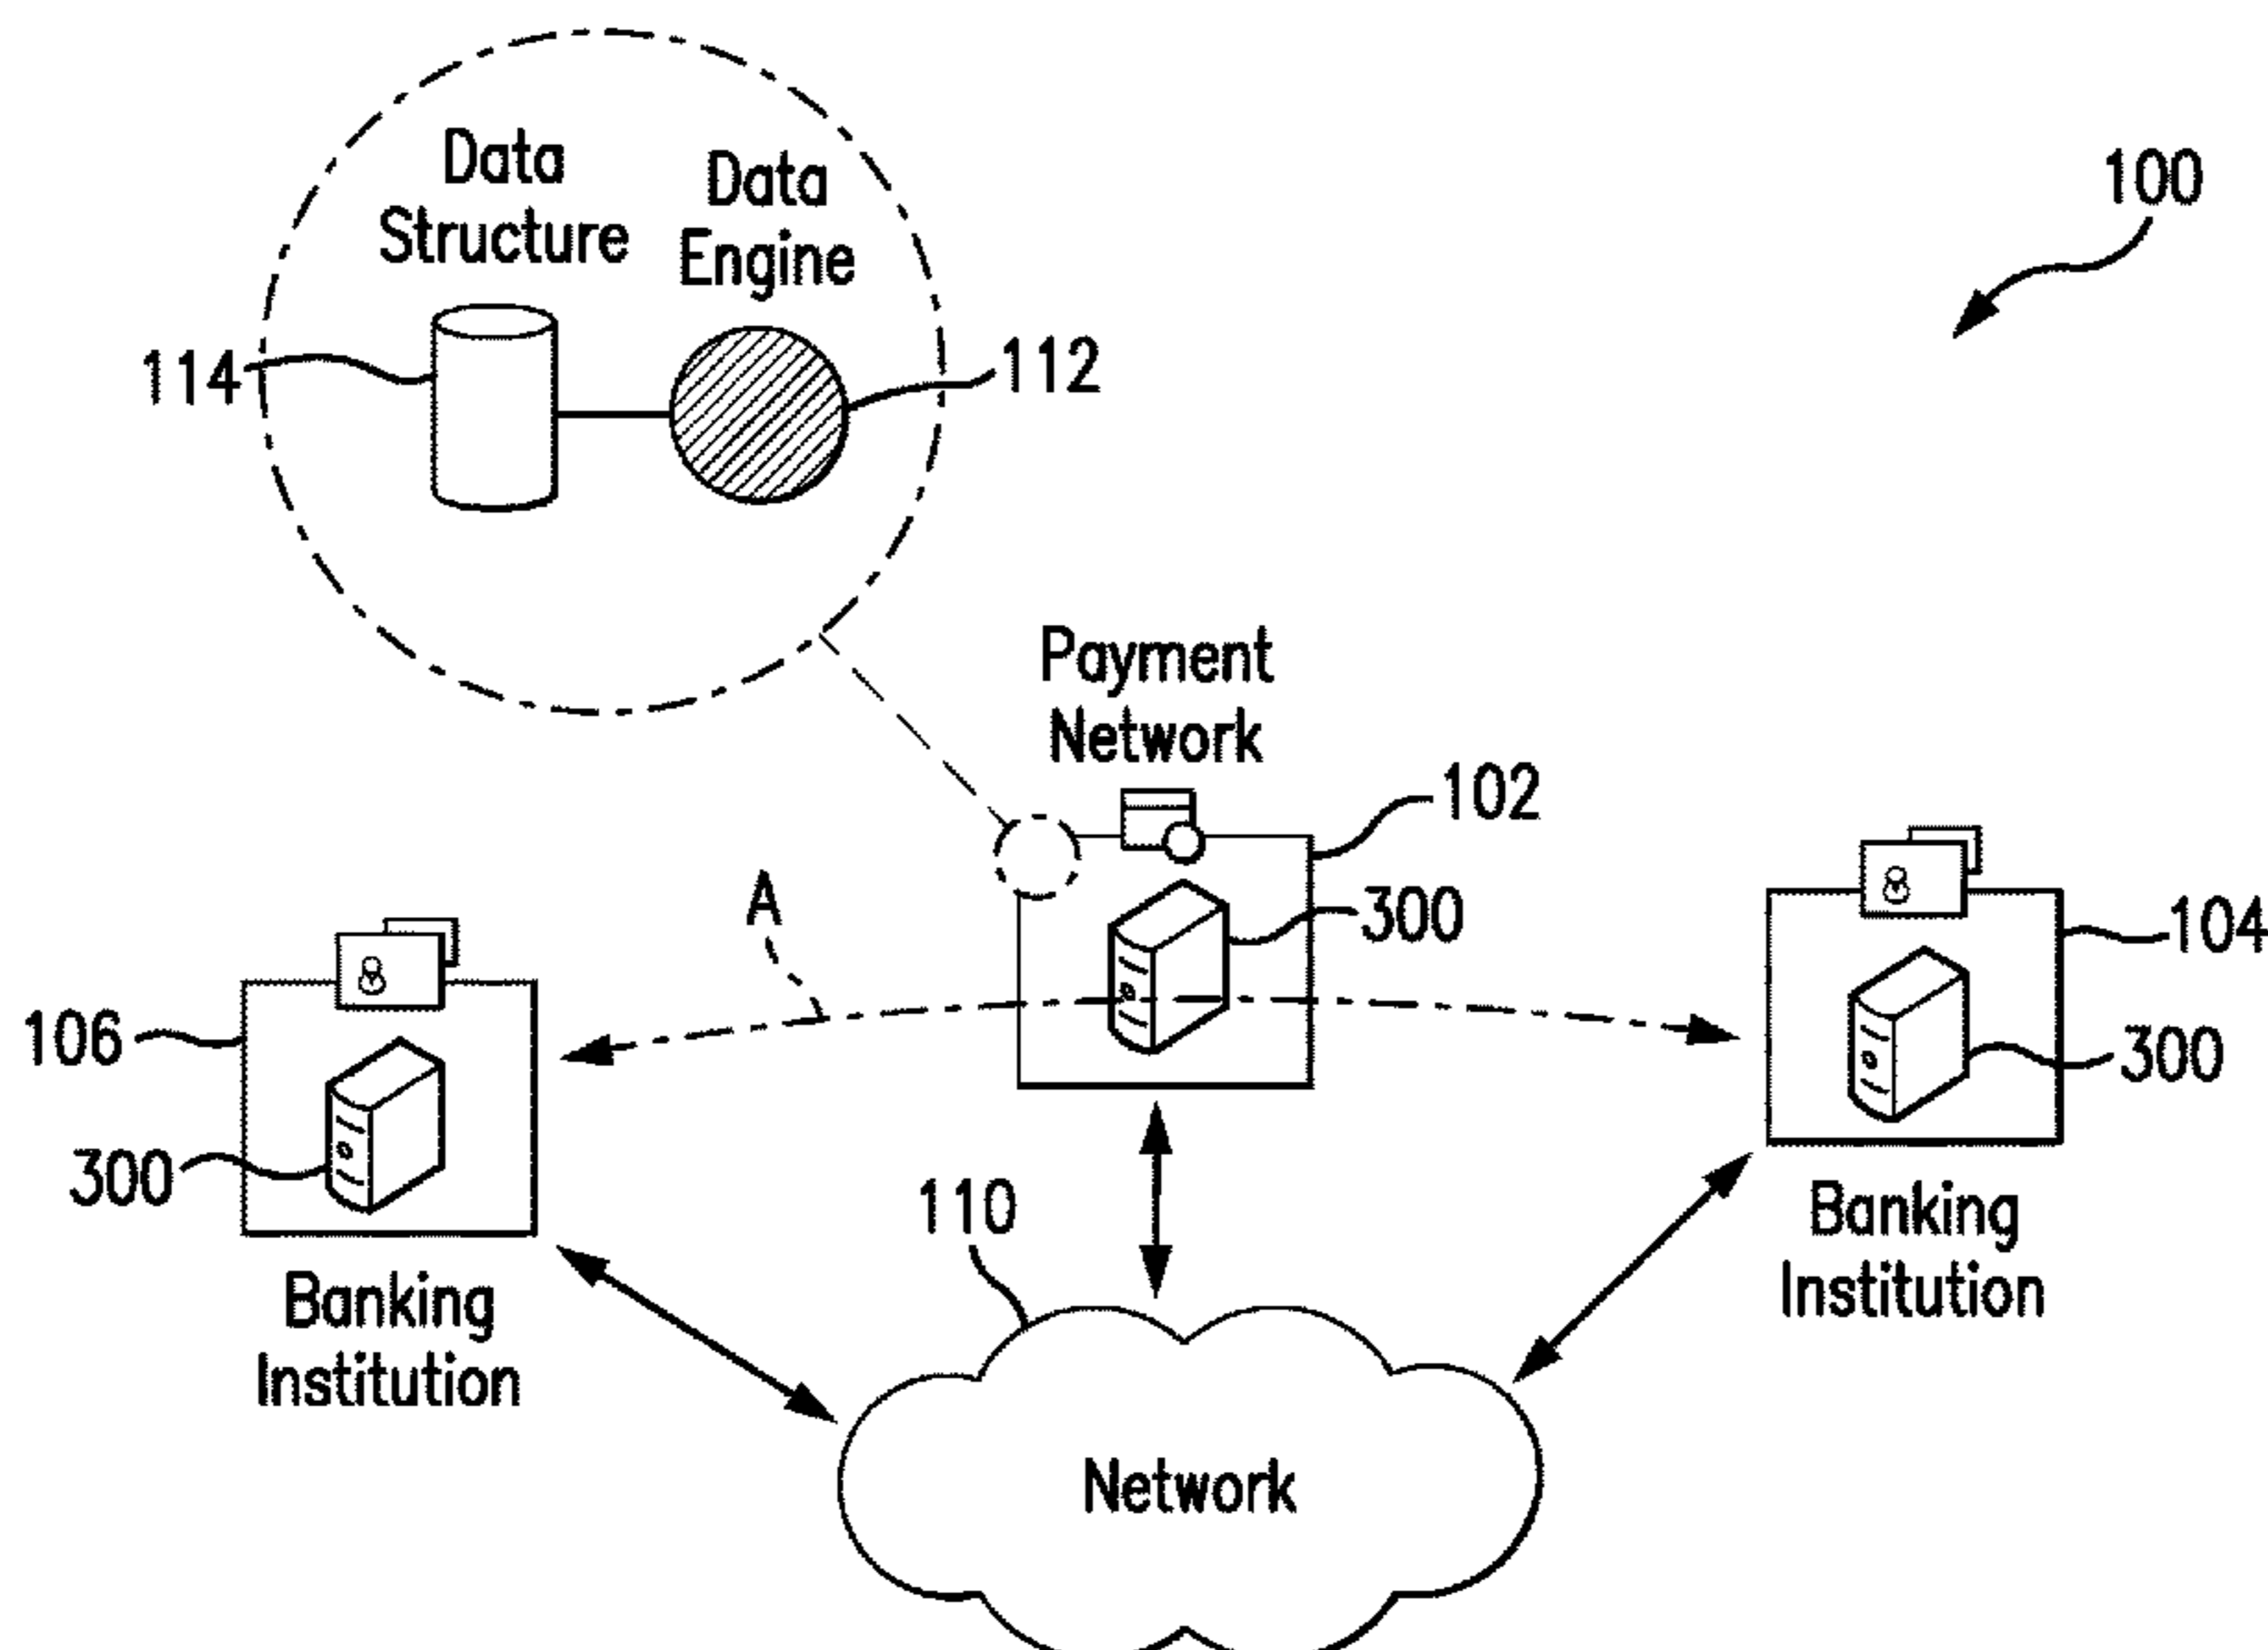 Data
Structure
Data
Engine
100
114
112
Payment
Network
102
A
300
104
106
300
300
110
Banking
Institution
Banking
Institution
Network